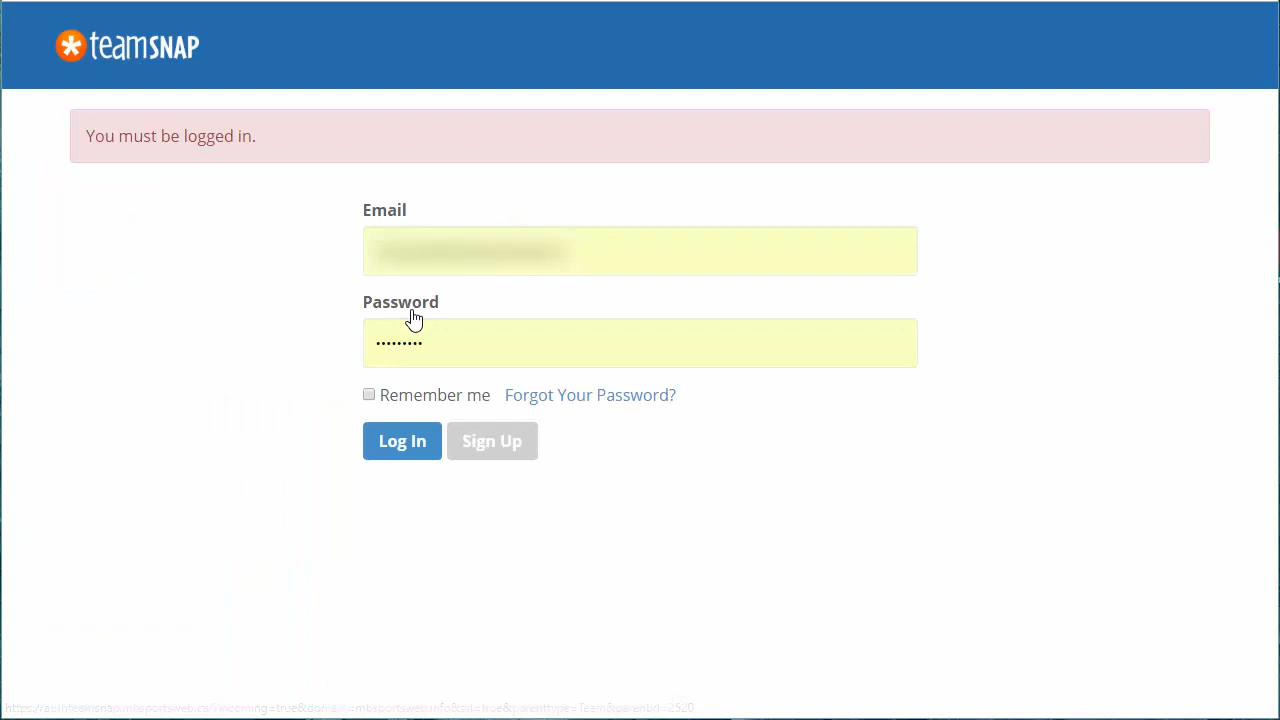 teamSNAP
You must be logged in.
Email
Password
Remember me Forgot Your Password?
Log In Sign Up